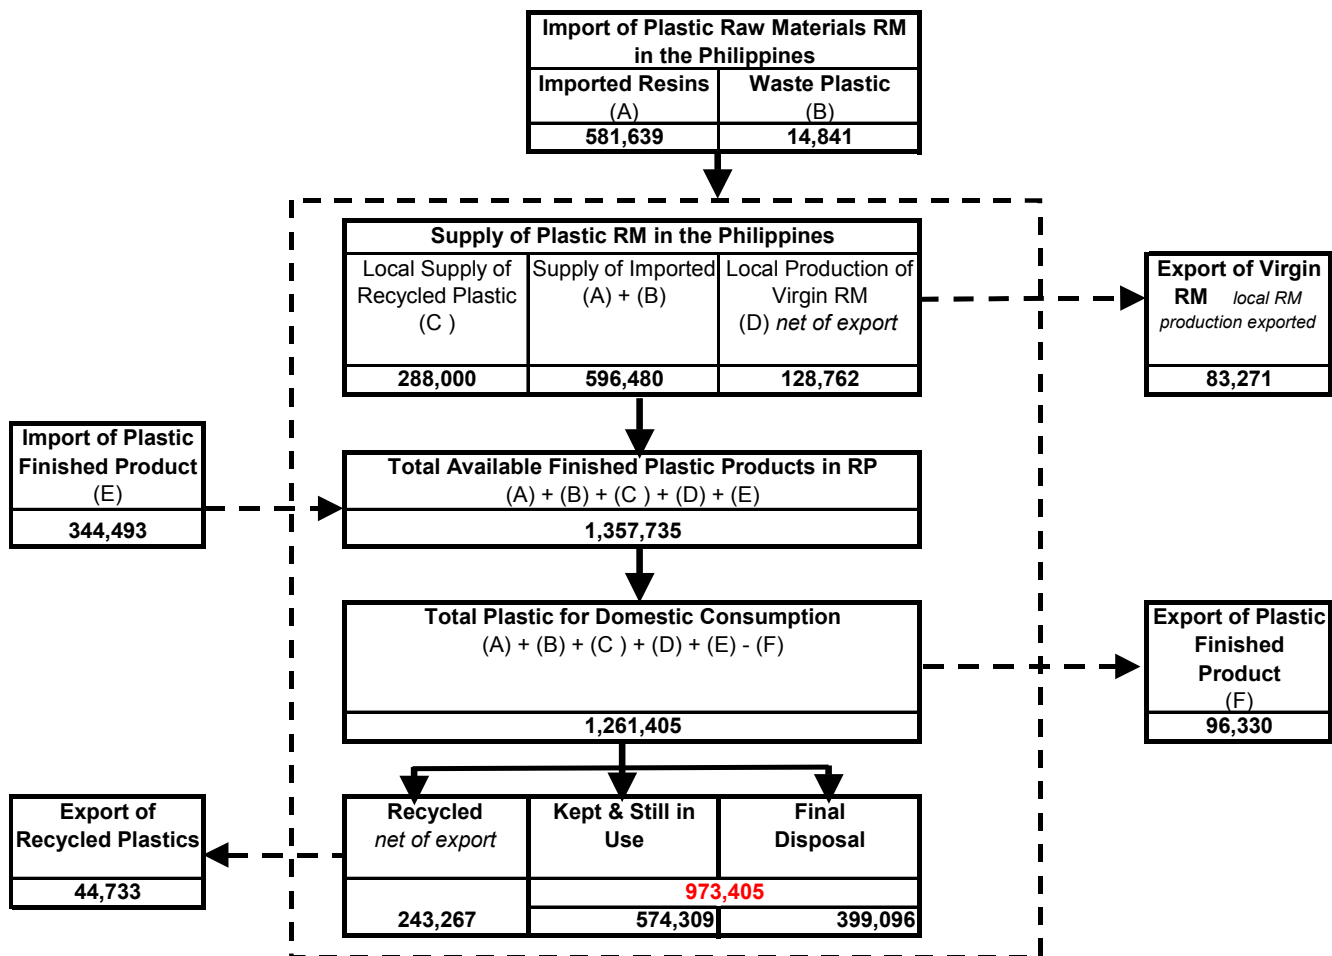 Import of Plastic Raw Materials RM
in the Philippines
Imported Resins
(A)
Waste Plastic
(B)
581,639
14,841
Supply of Plastic RM in the Philippines
Local Supply of
Recycled Plastic
(C )
Supply of Imported
(A) + (B)
Local Production of
Virgin RM
(D) net of export
288,000
596,480
128,762
Export of Virgin
RM local RM
production exported
83,271
Import of Plastic
Finished Product
(E)
344,493
Total Available Finished Plastic Products in RP
(A) + (B) + (C ) + (D) + (E)
1,357,735
Total Plastic for Domestic Consumption
(A) + (B) + (C ) + (D) + (E) - (F)
1,261,405
Export of Plastic
Finished
Product
(F)
96,330
Export of
Recycled Plastics
44,733
Recycled
net of export
Kept & Still in
Use
Final
Disposal
973,405
243,267
574,309
399,096